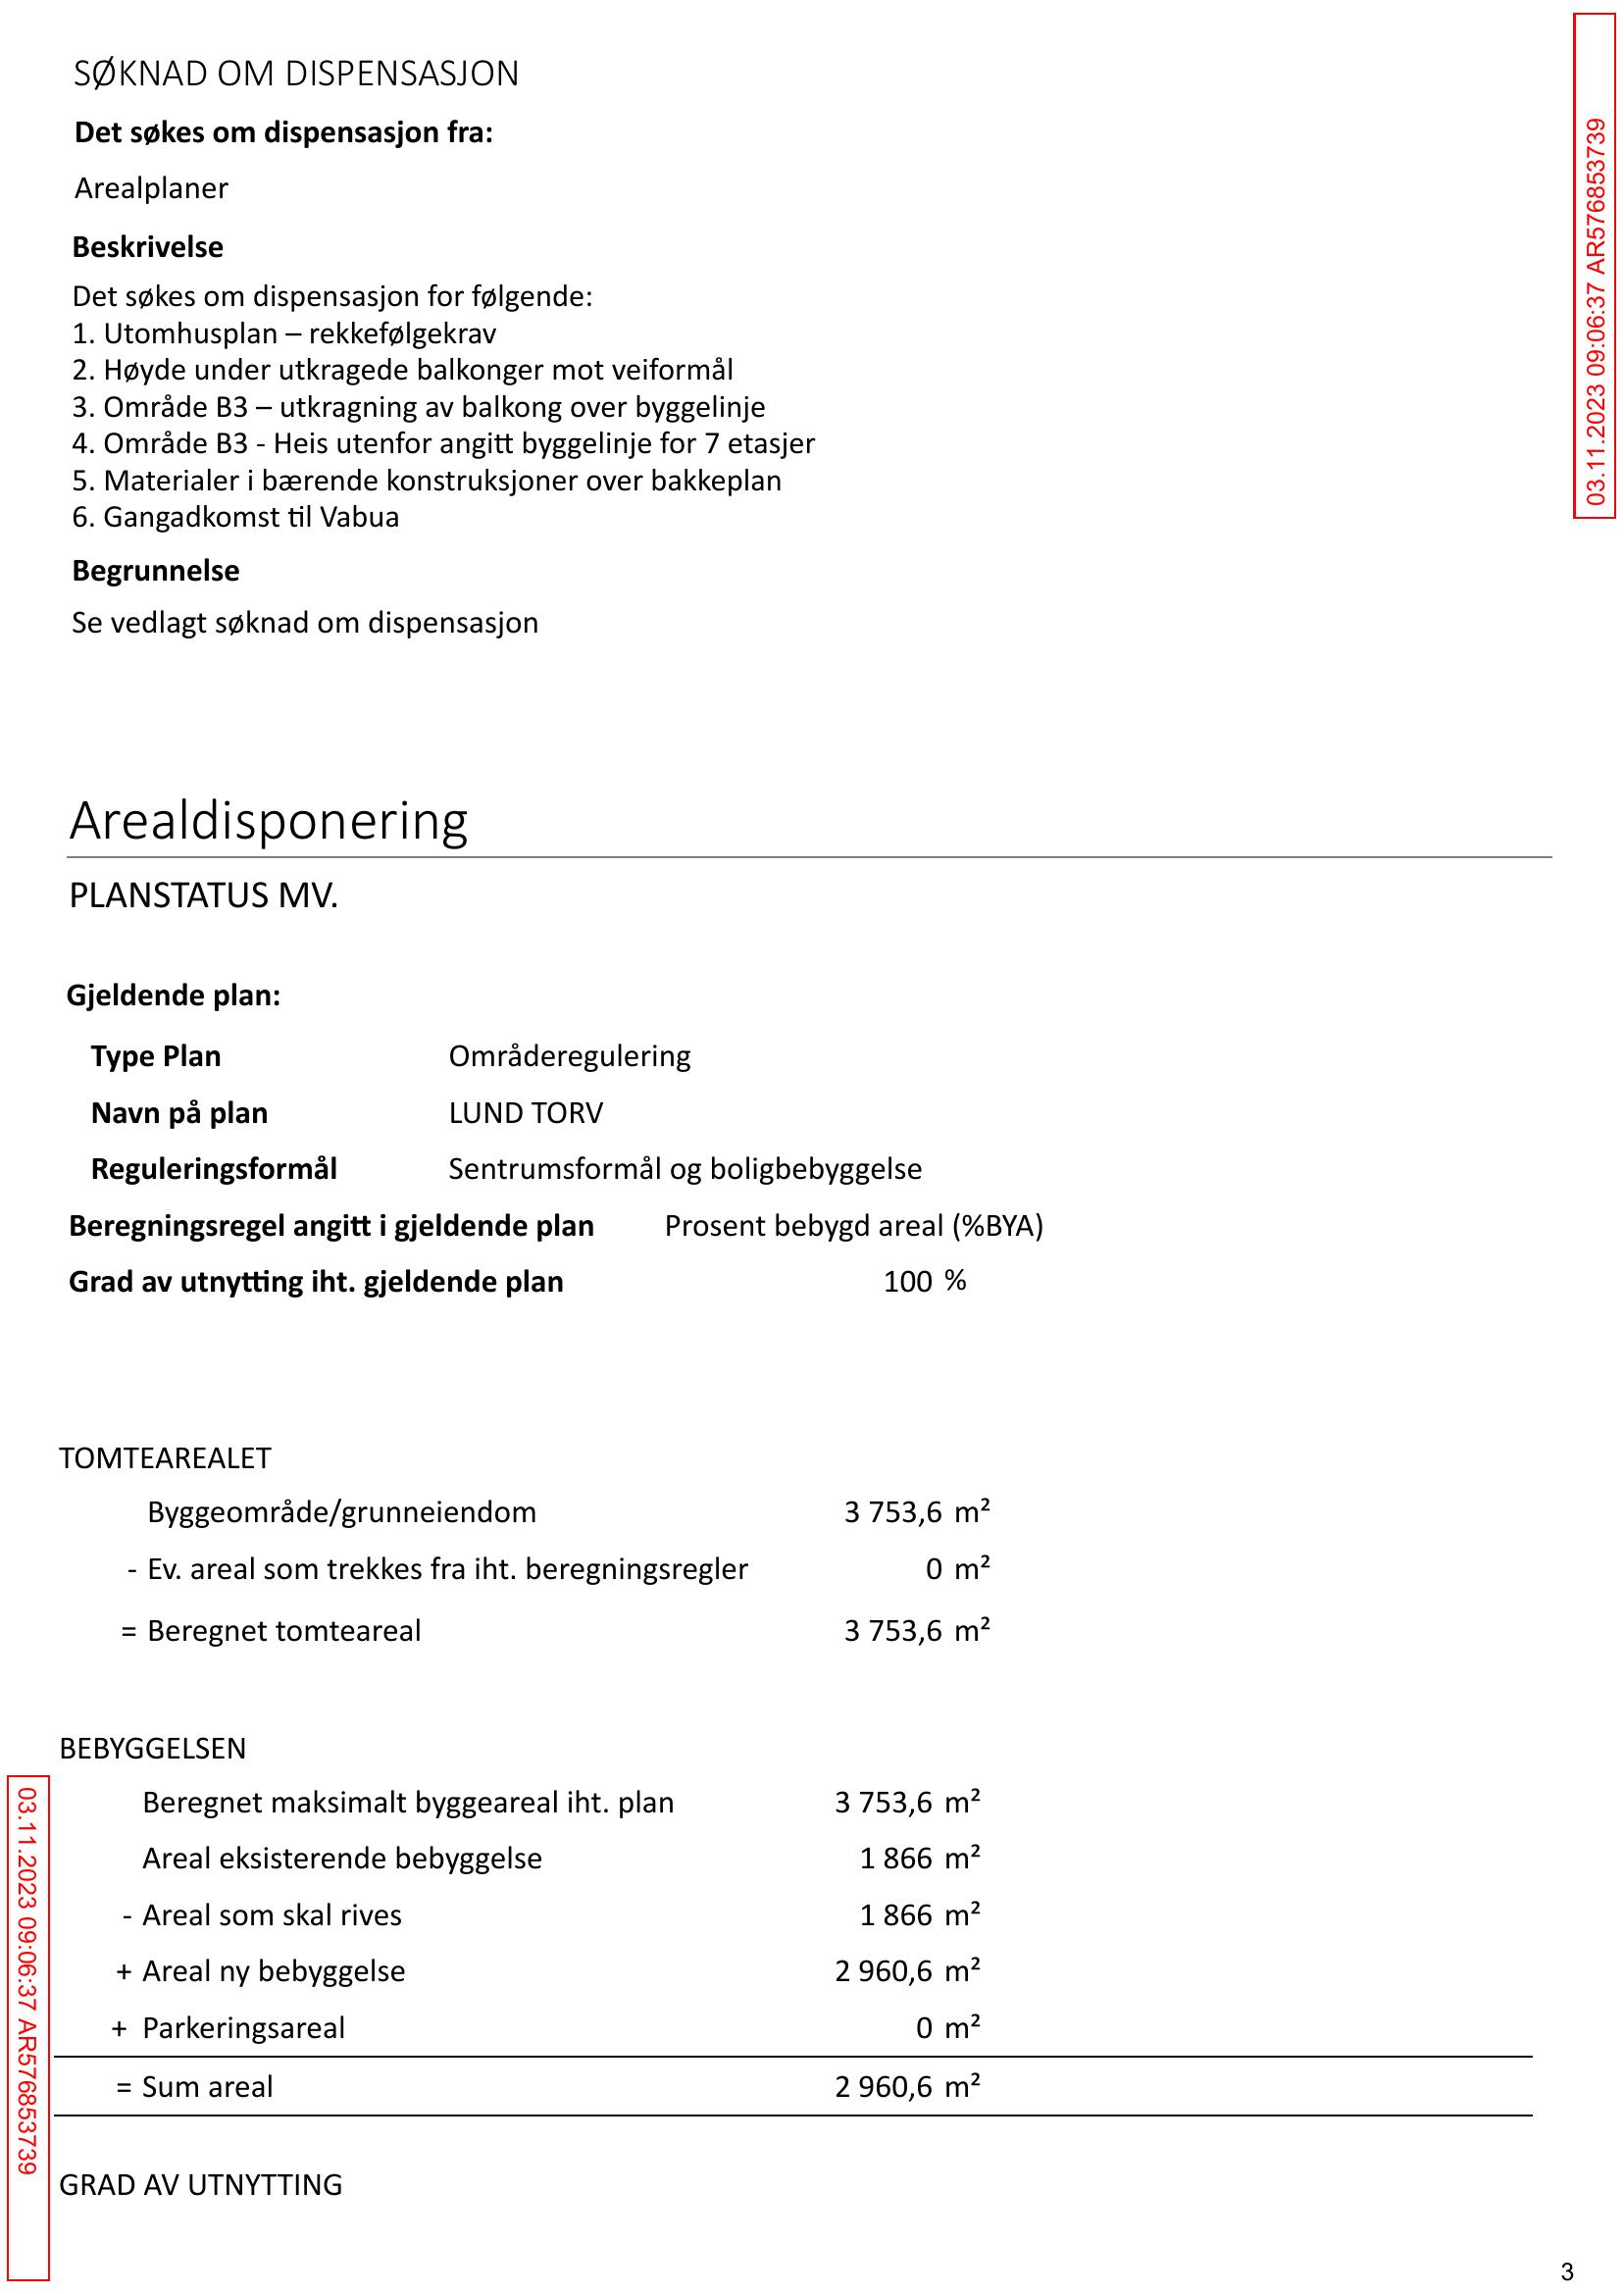 SØKNAD OM DISPENSASJON
Det søkes om dispensasjon fra:
Arealplaner
Beskrivelse
Det søkes om dispensasjon for følgende:
1. Utomhusplan – rekkefølgekrav
2. Høyde under utkragede balkonger mot veiformål
3. Område B3 – utkragning av balkong over byggelinje
4. Område B3 - Heis utenfor angitt byggelinje for 7 etasjer
5. Materialer i bærende konstruksjoner over bakkeplan
6. Gangadkomst til Vabua
Begrunnelse
Se vedlagt søknad om dispensasjon
03.11.2023 09:06:37 AR576853739
Arealdisponering
PLANSTATUS MV.
Gjeldende plan:
Type Plan Områderegulering
Navn på plan LUND TORV
Reguleringsformål Sentrumsformål og boligbebyggelse
Beregningsregel angitt i gjeldende plan Prosent bebygd areal (%BYA)
Grad av utnytting iht. gjeldende plan 100 %
TOMTEAREALET
Byggeområde/grunneiendom 3 753,6 m²
- Ev. areal som trekkes fra iht. beregningsregler 0 m²
= Beregnet tomteareal 3 753,6 m²
BEBYGGELSEN
Beregnet maksimalt byggeareal iht. plan 3 753,6 m²
Areal eksisterende bebyggelse 1 866 m²
- Areal som skal rives 1 866 m²
+ Areal ny bebyggelse 2 960,6 m²
+ Parkeringsareal 0 m²
= Sum areal 2 960,6 m²
GRAD AV UTNYTTING
03.11.2023 09:06:37 AR576853739
3